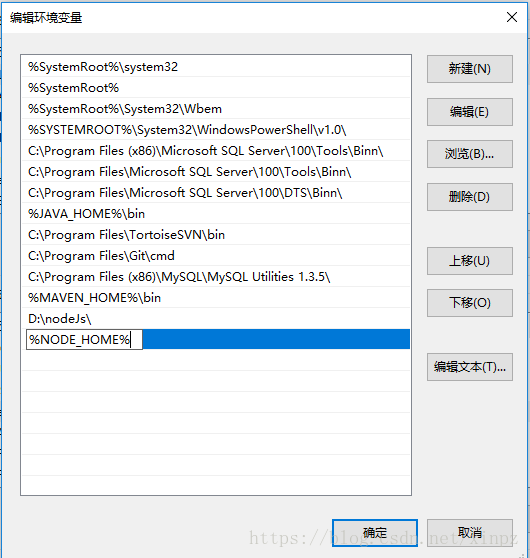 编辑环境变量
%SystemRoot%\system32
%SystemRoot%
%SystemRoot%\System32\Wbem
%SYSTEMROOT%\System32\WindowsPowerShell\v1.0\
C:\Program Files (x86)\Microsoft SQL Server\100\Tools\Binn\
C:\Program Files\Microsoft SQL Server\100\Tools\Binn\
C:\Program Files\Microsoft SQL Server\100\DTS\Binn\
%JAVA_HOME%\bin
C:\Program Files\TortoiseSVN\bin
C:\Program Files\Git\cmd
C:\Program Files (x86)\MySQL\MySQL Utilities 1.3.5\
%MAVEN_HOME%\bin
D:\nodeJs\
%NODE_HOME%
新建(N)
编辑(E)
浏览(B)...
删除(D)
上移(U)
下移(O)
编辑文本(T)...
确定
取消
https://blog.csdn.net/xinpz